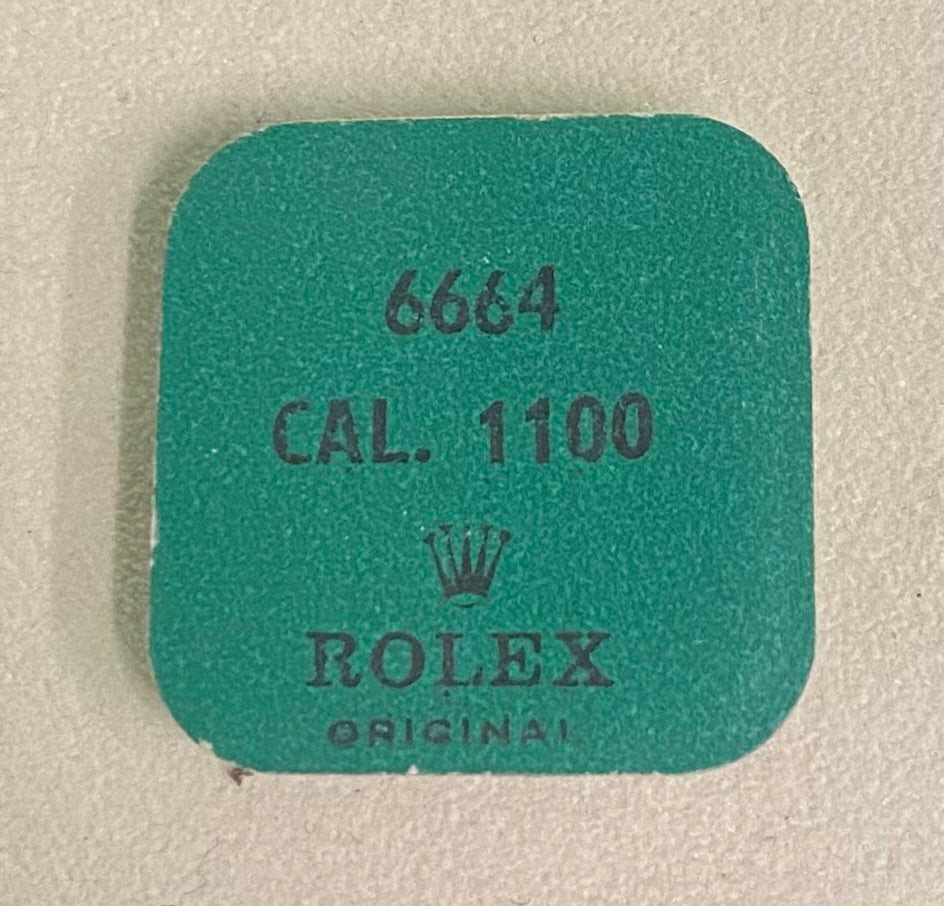 6664
CAL. 1100
ROLEX
ORIGINAL